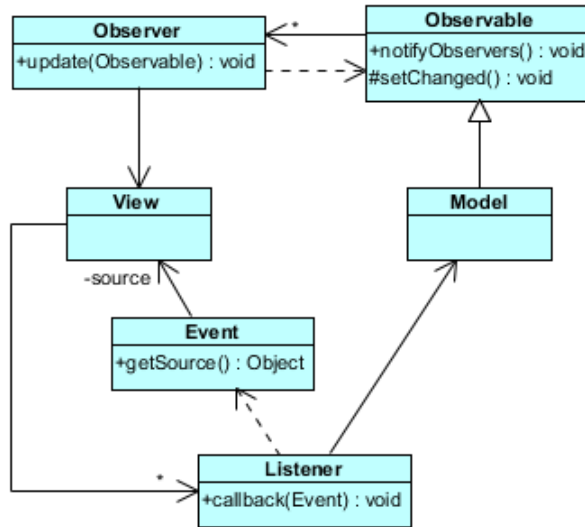 Observer
+update(Observable) : void
*
Observable
+notifyObservers() : void
#setChanged() : void
View
Model
-source
Event
+getSource() : Object
*
Listener
+callback(Event) : void